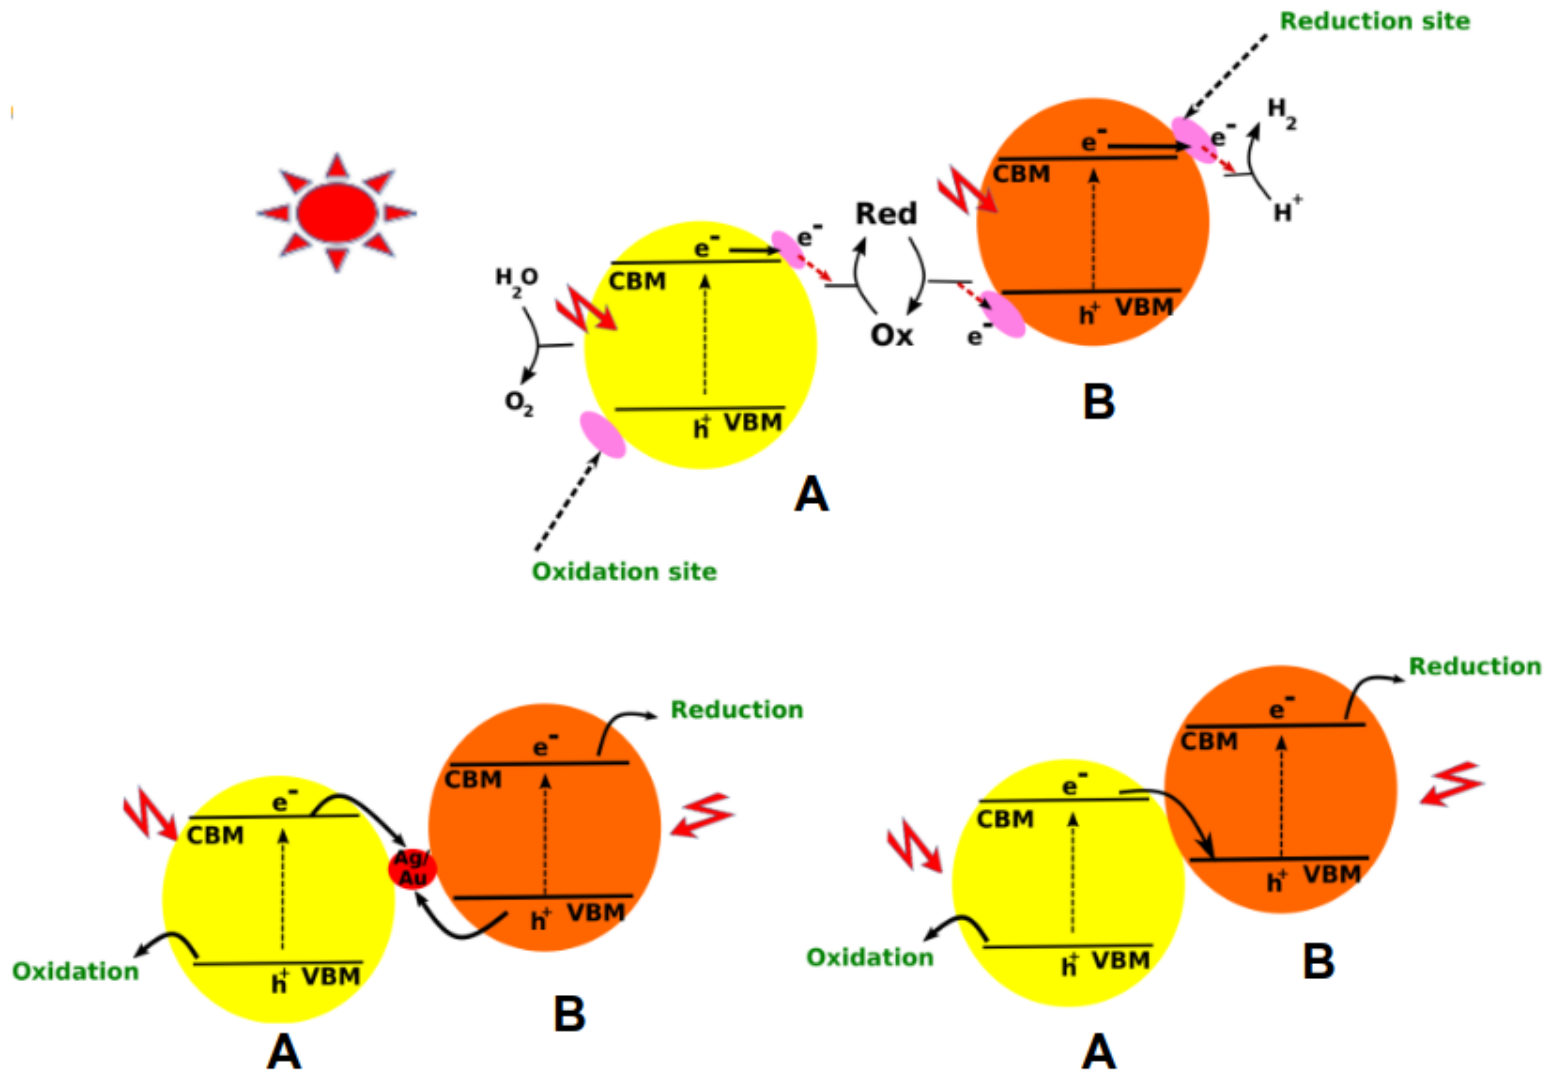 Reduction site
H2
e- e-
CBM
H+
Red
e- e-
CBM
H2O
h+ VBM
Ox e-
O2
B
h+ VBM
A
Oxidation site
Reduction
Reduction
e-
e-
CBM
CBM
e-
e-
CBM
CBM
Ag/
Au
h+ VBM
h+ VBM
Oxidation
Oxidation
h+ VBM
h+ VBM
B
B
A
A